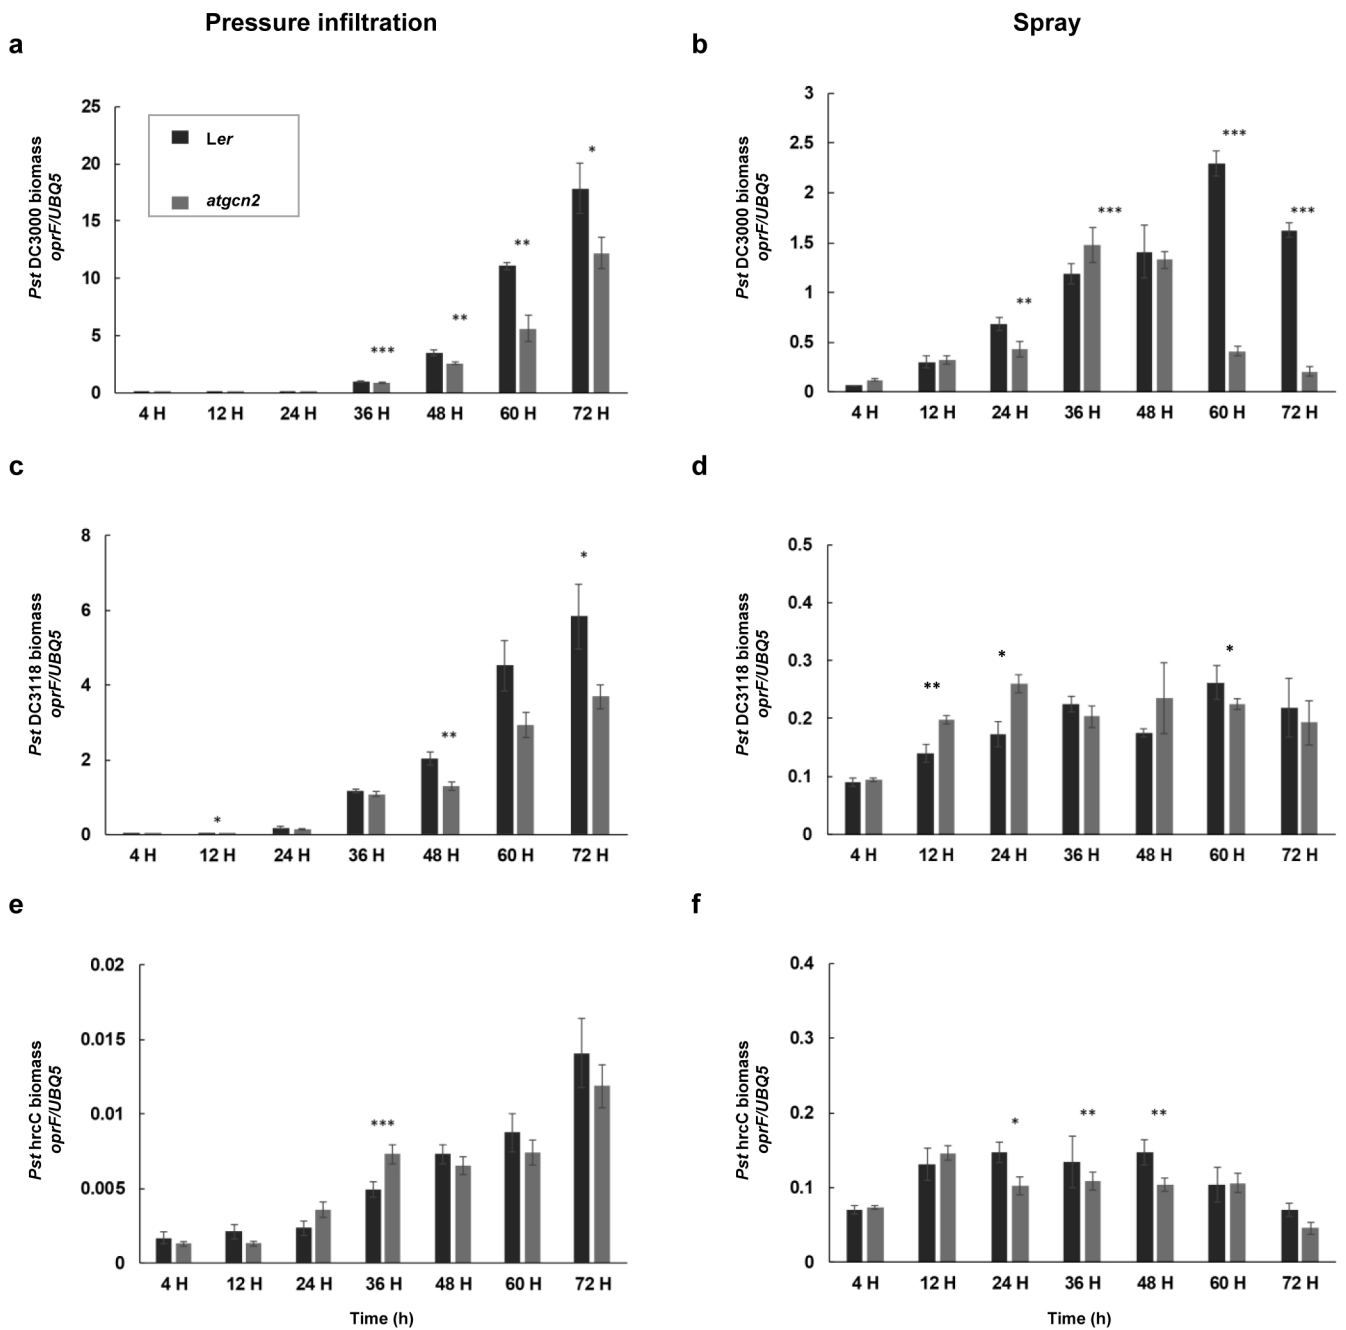 Pressure infiltration
Spray
a
Pst DC3000 biomass
oprF/UBQ5
25
20
15
10
5
0
Ler
atgcn2
***
**
**
*
4 H 12 H 24 H 36 H 48 H 60 H 72 H
b
Pst DC3000 biomass
oprF/UBQ5
3
2.5
2
1.5
1
0.5
0
**
***
***
***
4 H 12 H 24 H 36 H 48 H 60 H 72 H
c
Pst DC3118 biomass
oprF/UBQ5
8
6
4
2
0
*
**
*
4 H 12 H 24 H 36 H 48 H 60 H 72 H
d
Pst DC3118 biomass
oprF/UBQ5
0.5
0.4
0.3
0.2
0.1
0
**
*
*
4 H 12 H 24 H 36 H 48 H 60 H 72 H
e
Pst hrcC biomass
oprF/UBQ5
0.02
0.015
0.01
0.005
0
***
4 H 12 H 24 H 36 H 48 H 60 H 72 H
Time (h)
f
Pst hrcC biomass
oprF/UBQ5
0.4
0.3
0.2
0.1
0
*
**
**
4 H 12 H 24 H 36 H 48 H 60 H 72 H
Time (h)